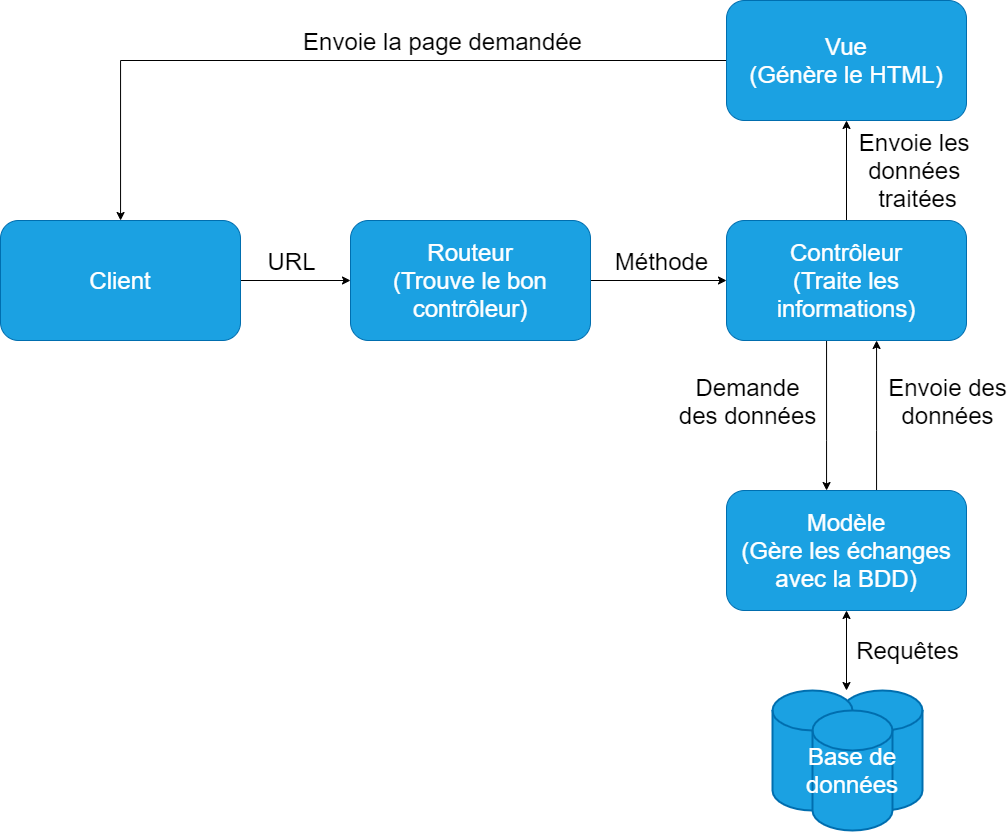 Envoie la page demandée
Vue
(Génère le HTML)
Envoie les
données
traitées
Client
URL
Routeur
(Trouve le bon
contrôleur)
Méthode
Contrôleur
(Traite les
informations)
Demande
des données
Envoie des
données
Modèle
(Gère les échanges
avec la BDD)
Requêtes
Base de
données